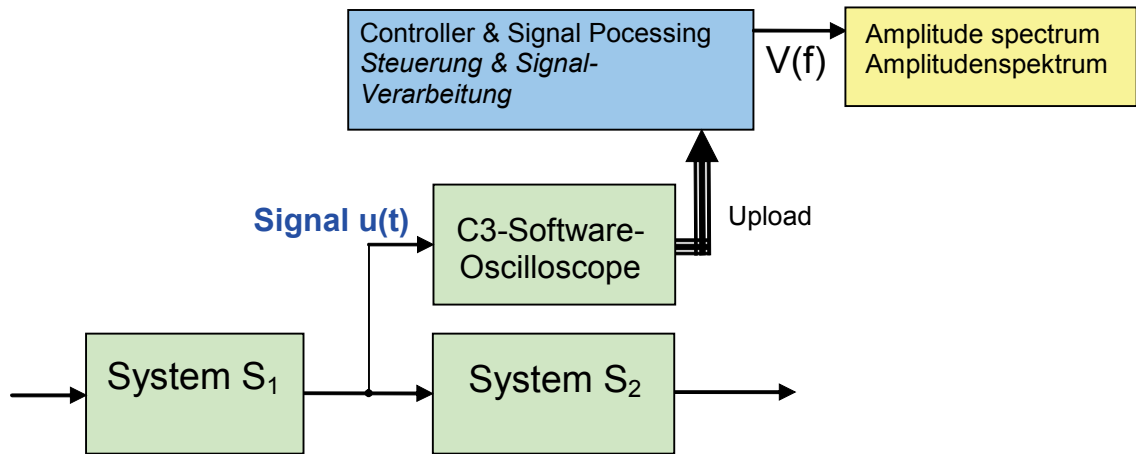 Controller & Signal Pocessing
Steuerung & Signal-
Verarbeitung
V(f)
Amplitude spectrum
Amplitudenspektrum
Signal u(t)
C3-Software-
Oscilloscope
Upload
System S₁
System S₂